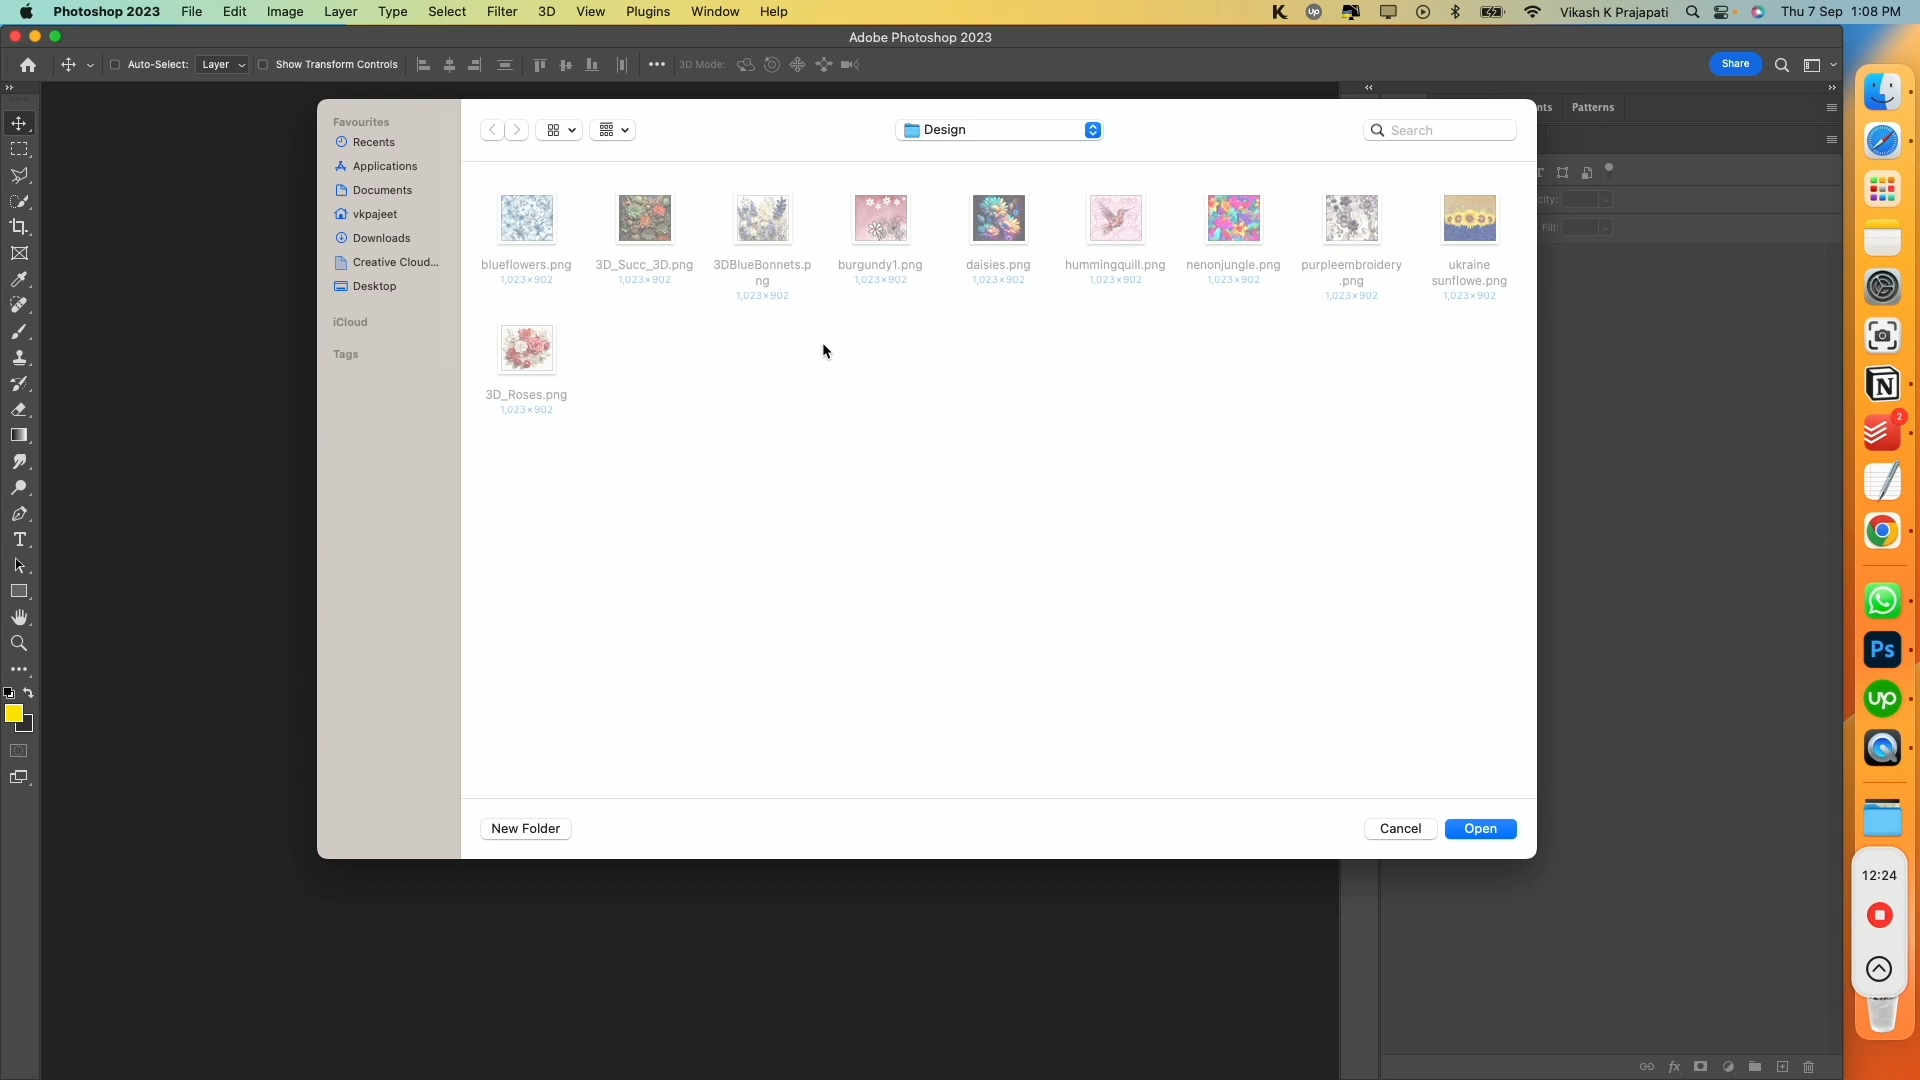 Photoshop 2023 File Edit Image Layer Type Select Filter 3D View Plugins Window Help
Vikash K Prajapati Thu 7 Sep 1:08 PM
Adobe Photoshop 2023
Auto-Select: Layer Show Transform Controls 3D Mode: Share
Patterns
Favourites
Recents
Applications
Documents
vkpajeet
Downloads
Creative Cloud...
Desktop
iCloud
Tags
Design
Search
blueflowers.png
1,023×902
3D_Succ_3D.png
1,023×902
3DBlueBonnets.p
ng
1,023×902
burgundy1.png
1,023×902
daisies.png
1,023×902
hummingquill.png
1,023×902
nenonjungle.png
1,023×902
purpleembroidery
.png
1,023×902
ukraine
sunflowe.png
1,023×902
3D_Roses.png
1,023×902
Fill:
New Folder
Cancel
Open
2
Ps
up
12:24